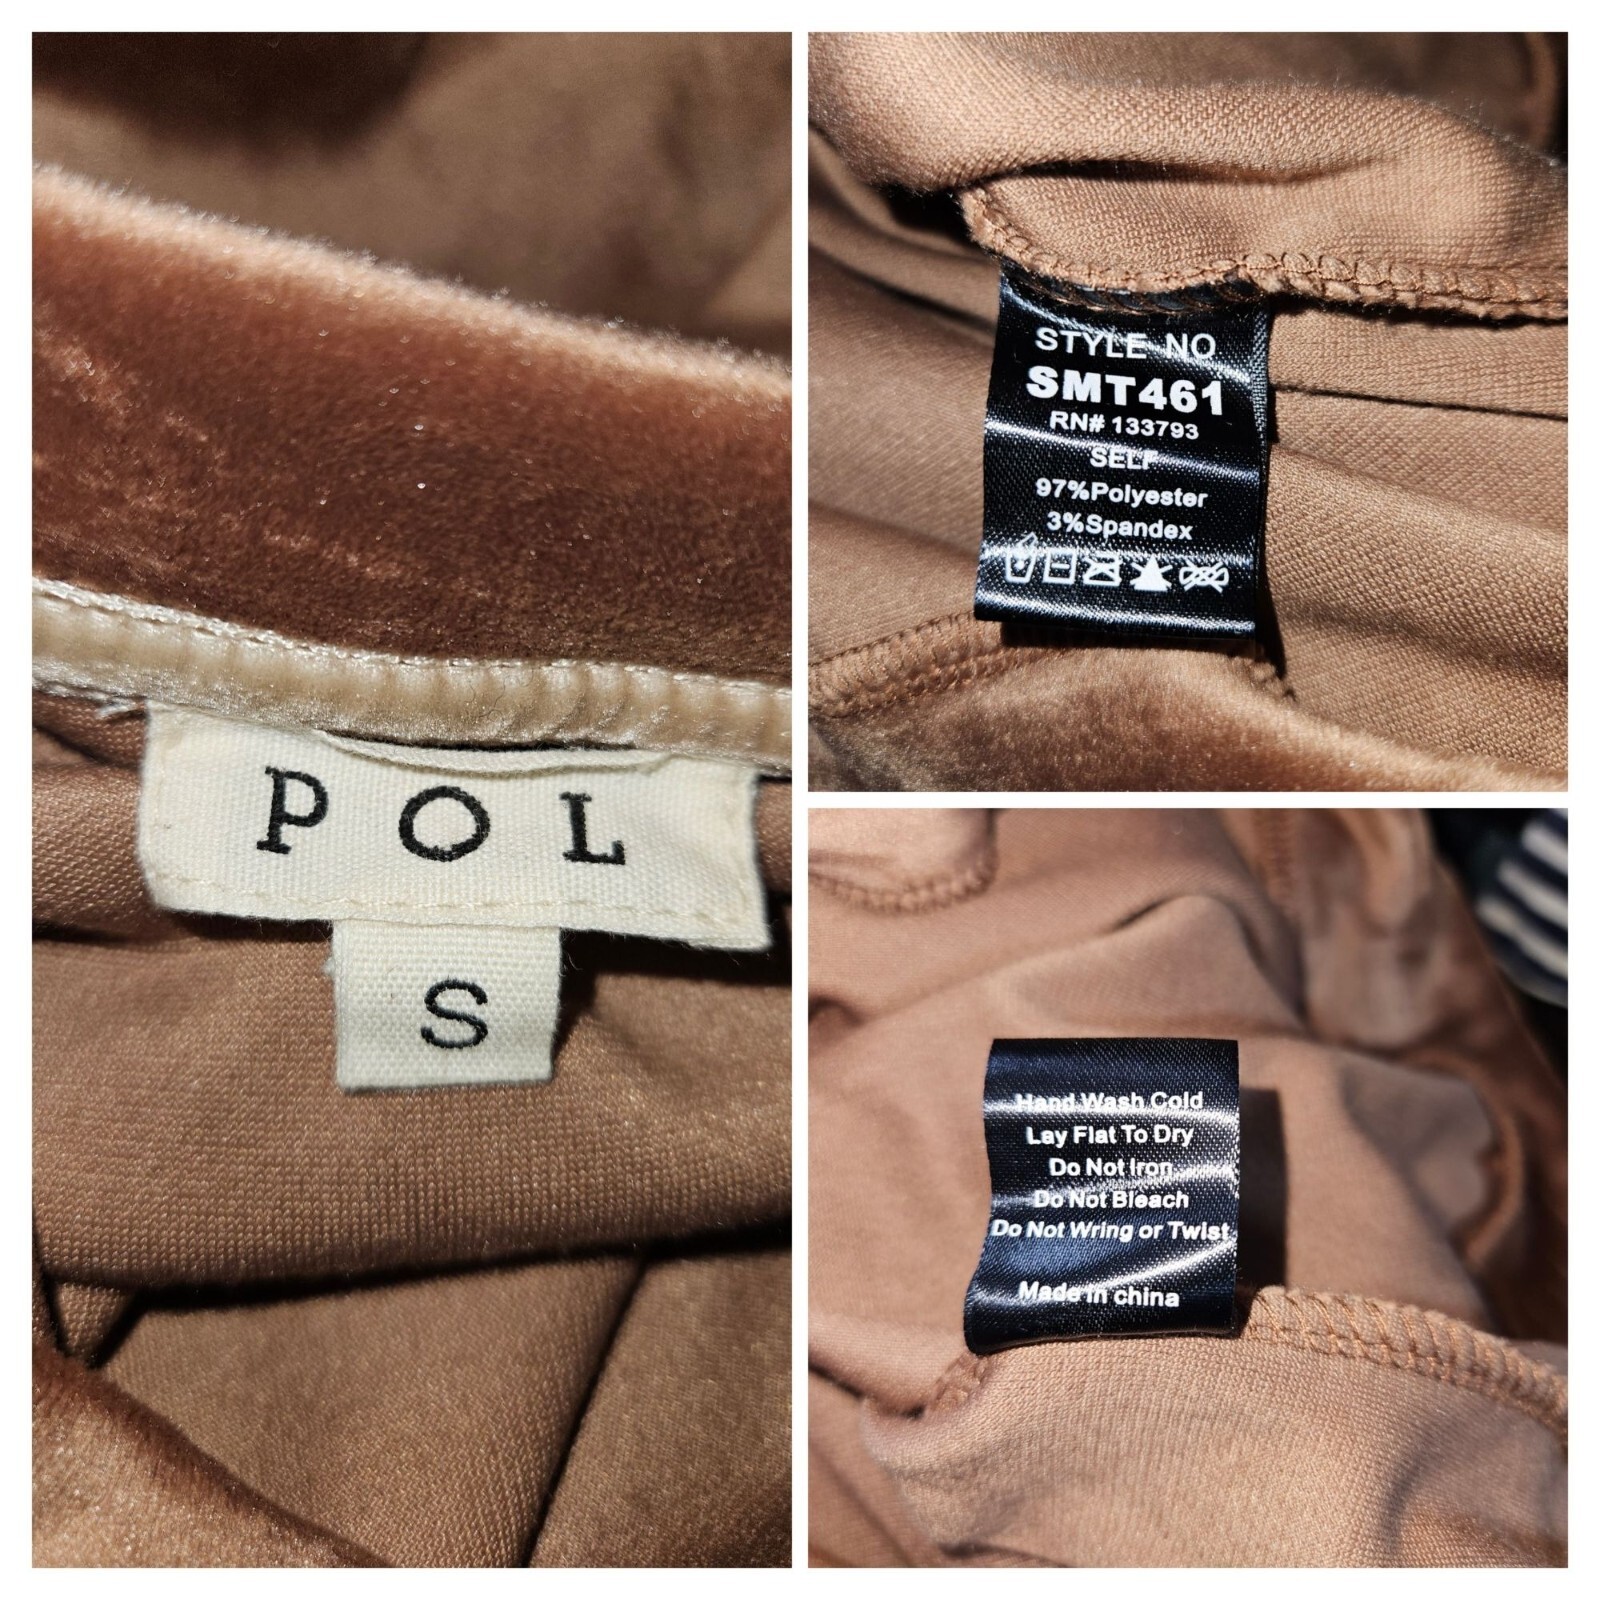 POL
S
STYLE NO
SMT461
RN# 133793
SELF
97%Polyester
3%Spandex
Hand Wash Cold
Lay Flat To Dry
Do Not Iron
Do Not Bleach
Do Not Wring or Twist
Made in china